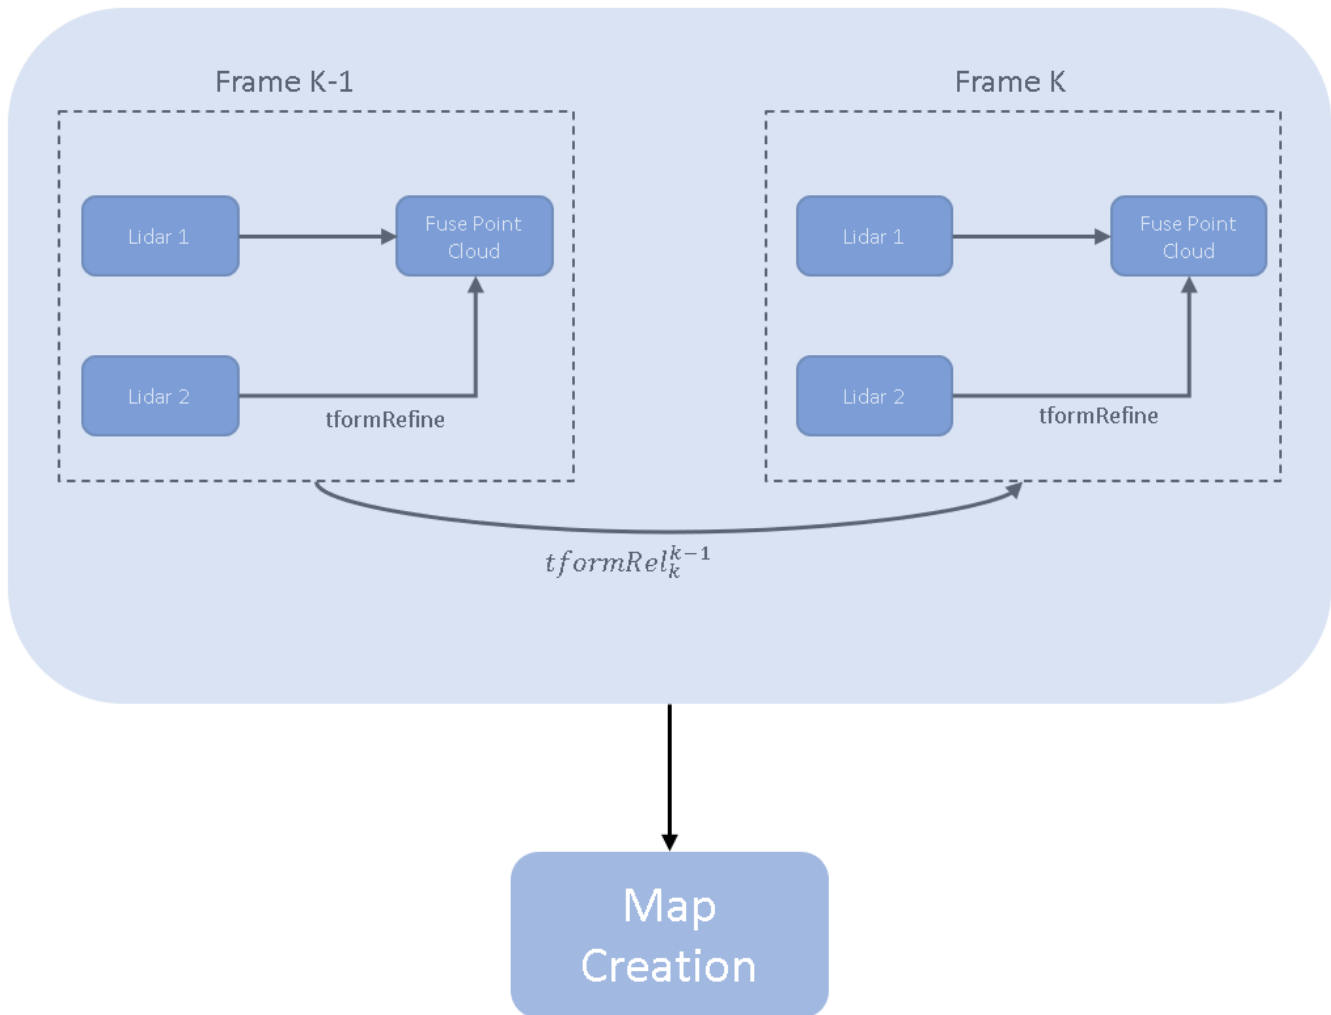 Frame K-1
Frame K
Lidar 1
Fuse Point
Cloud
Lidar 2
tformRefine
Lidar 1
Fuse Point
Cloud
Lidar 2
tformRefine
tformRel_k^{k-1}
Map
Creation